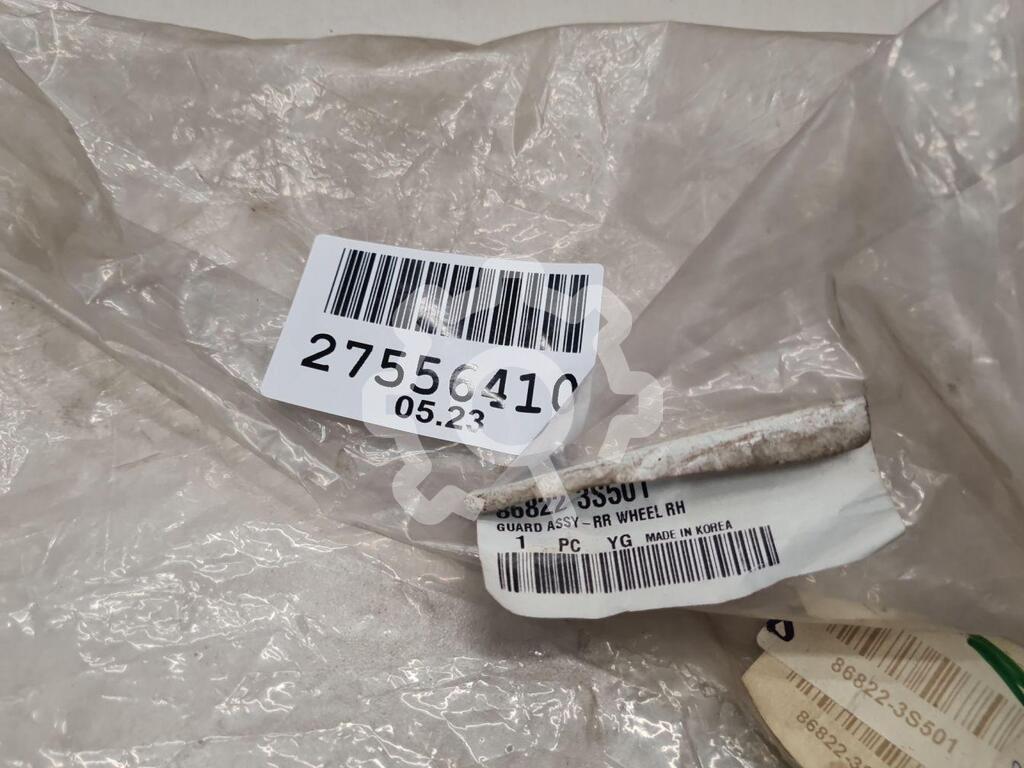 27556410
05.23
86822-3S501
GUARD ASSY-RR WHEEL RH
1 PC YG MADE IN KOREA
86822-3S501